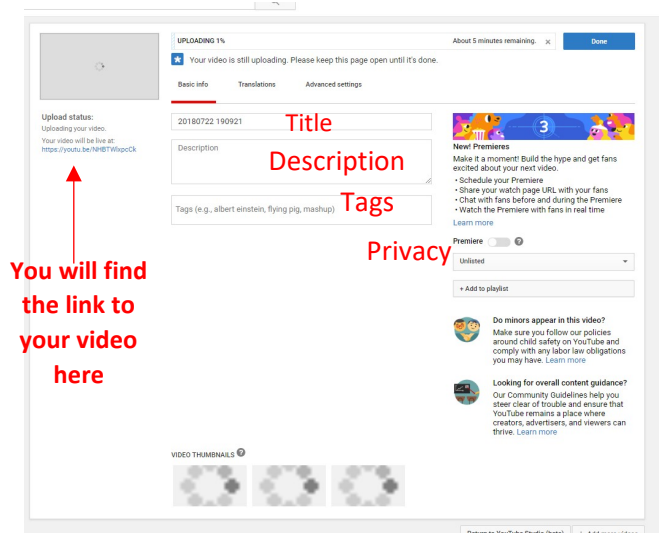 UPLOADING 1%
About 5 minutes remaining. x
Done
Your video is still uploading. Please keep this page open until it's done.
Basic info Translations Advanced settings
Upload status:
Uploading your video.
Your video will be live at:
https://youtu.be/NHBTWlxpcCk
You will find
the link to
your video
here
20180722 190921
Title
Description
Description
Tags (e.g., albert einstein, flying pig, mashup)
Tags
Privacy
3
New! Premieres
Make it a moment! Build the hype and get fans
excited about your next video.
• Schedule your Premiere
• Share your watch page URL with your fans
• Chat with fans before and during the Premiere
• Watch the Premiere with fans in real time
Learn more
Premiere ?
Unlisted
+ Add to playlist
Do minors appear in this video?
Make sure you follow our policies
around child safety on YouTube and
comply with any labor law obligations
you may have. Learn more
Looking for overall content guidance?
Our Community Guidelines help you
steer clear of trouble and ensure that
YouTube remains a place where
creators, advertisers, and viewers can
thrive. Learn more
VIDEO THUMBNAILS ?
Return to YouTube Studio (beta)
+ Add more videos